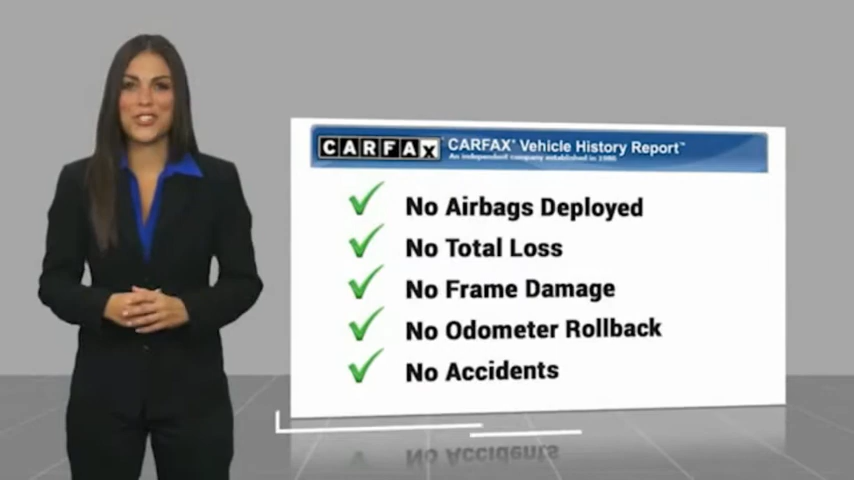 CARFAX
CARFAX® Vehicle History Report™
An independent company established in 1986
No Airbags Deployed
No Total Loss
No Frame Damage
No Odometer Rollback
No Accidents
No Accidents